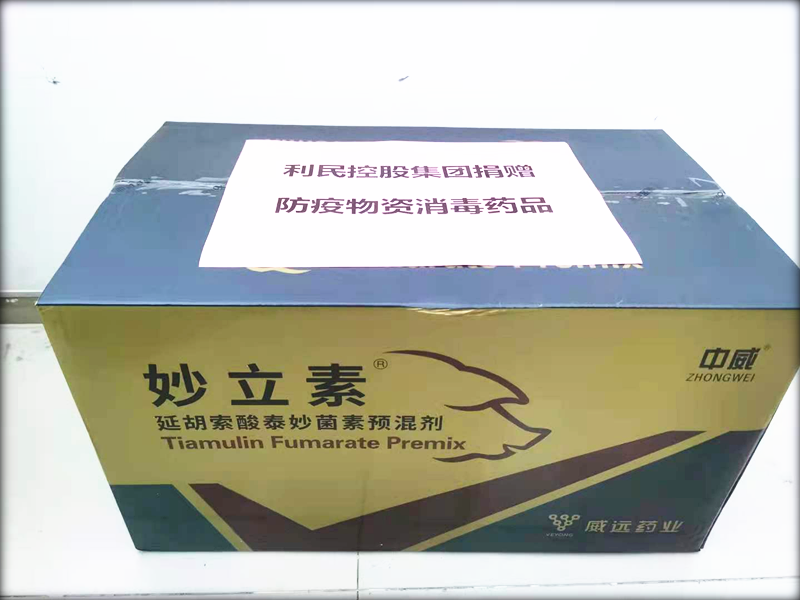 利民控股集团捐赠
防疫物资消毒药品
Premix
妙立素®
延胡索酸泰妙菌素预混剂
Tiamulin Fumarate Premix
中威®
ZHONGWEI
威远药业